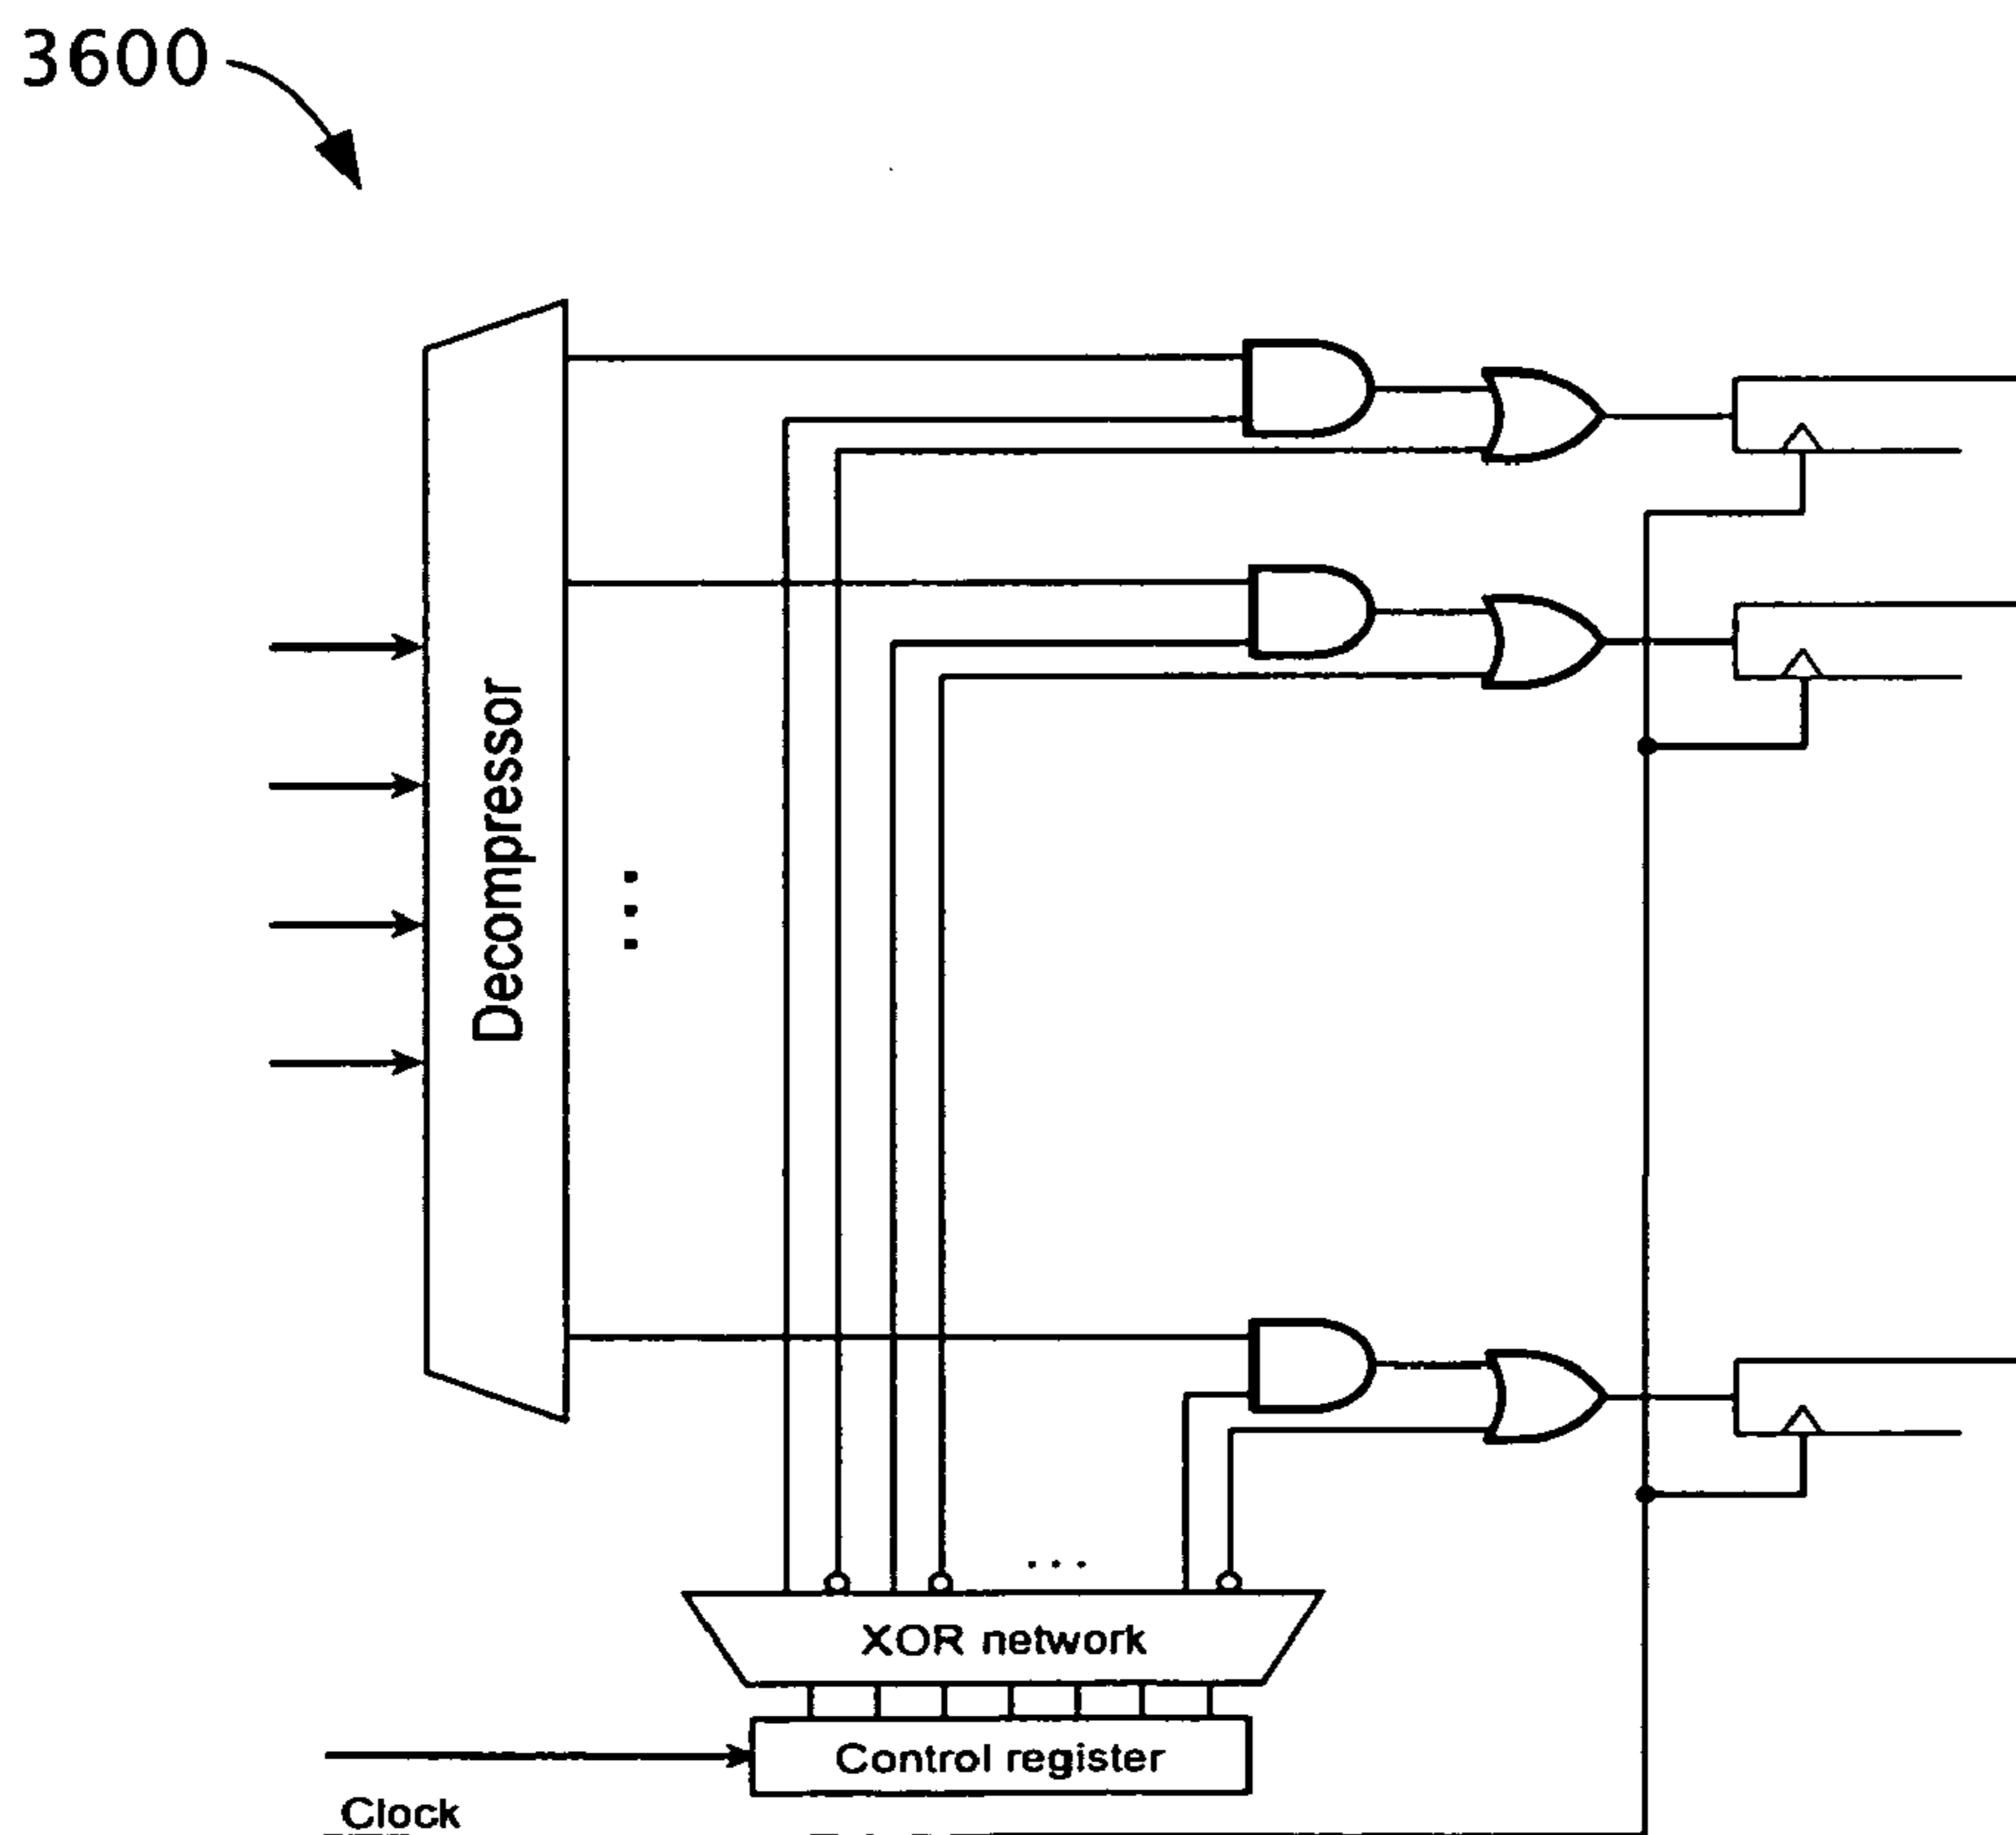 3600
Decompressor
XOR network
Control register
Clock